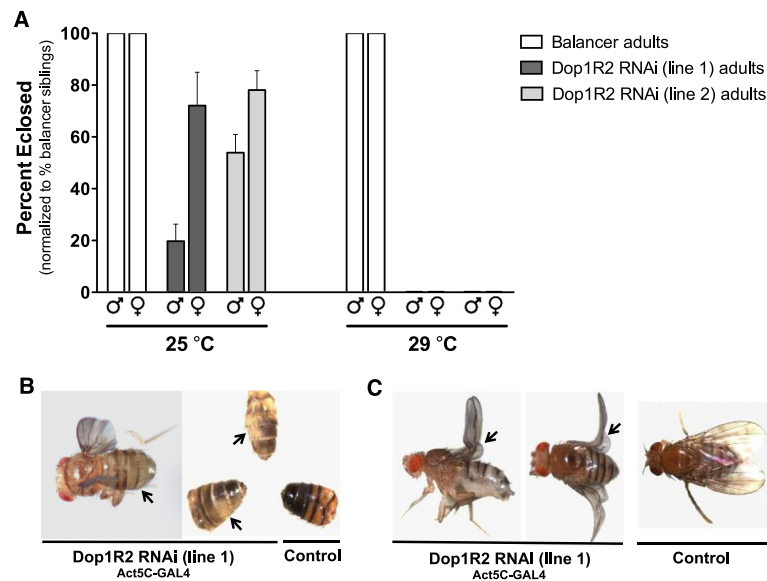 A
Percent Eclosed
(normalized to % balancer siblings)
100
80
60
40
20
0
♂ ♀ ♂ ♀ ♂ ♀ ♂ ♀ ♂ ♀ ♂ ♀
25 °C
29 °C
Balancer adults
Dop1R2 RNAi (line 1) adults
Dop1R2 RNAi (line 2) adults
B
Dop1R2 RNAi (line 1)
Act5C-GAL4
Control
C
Dop1R2 RNAI (line 1)
Act5C-GAL4
Control